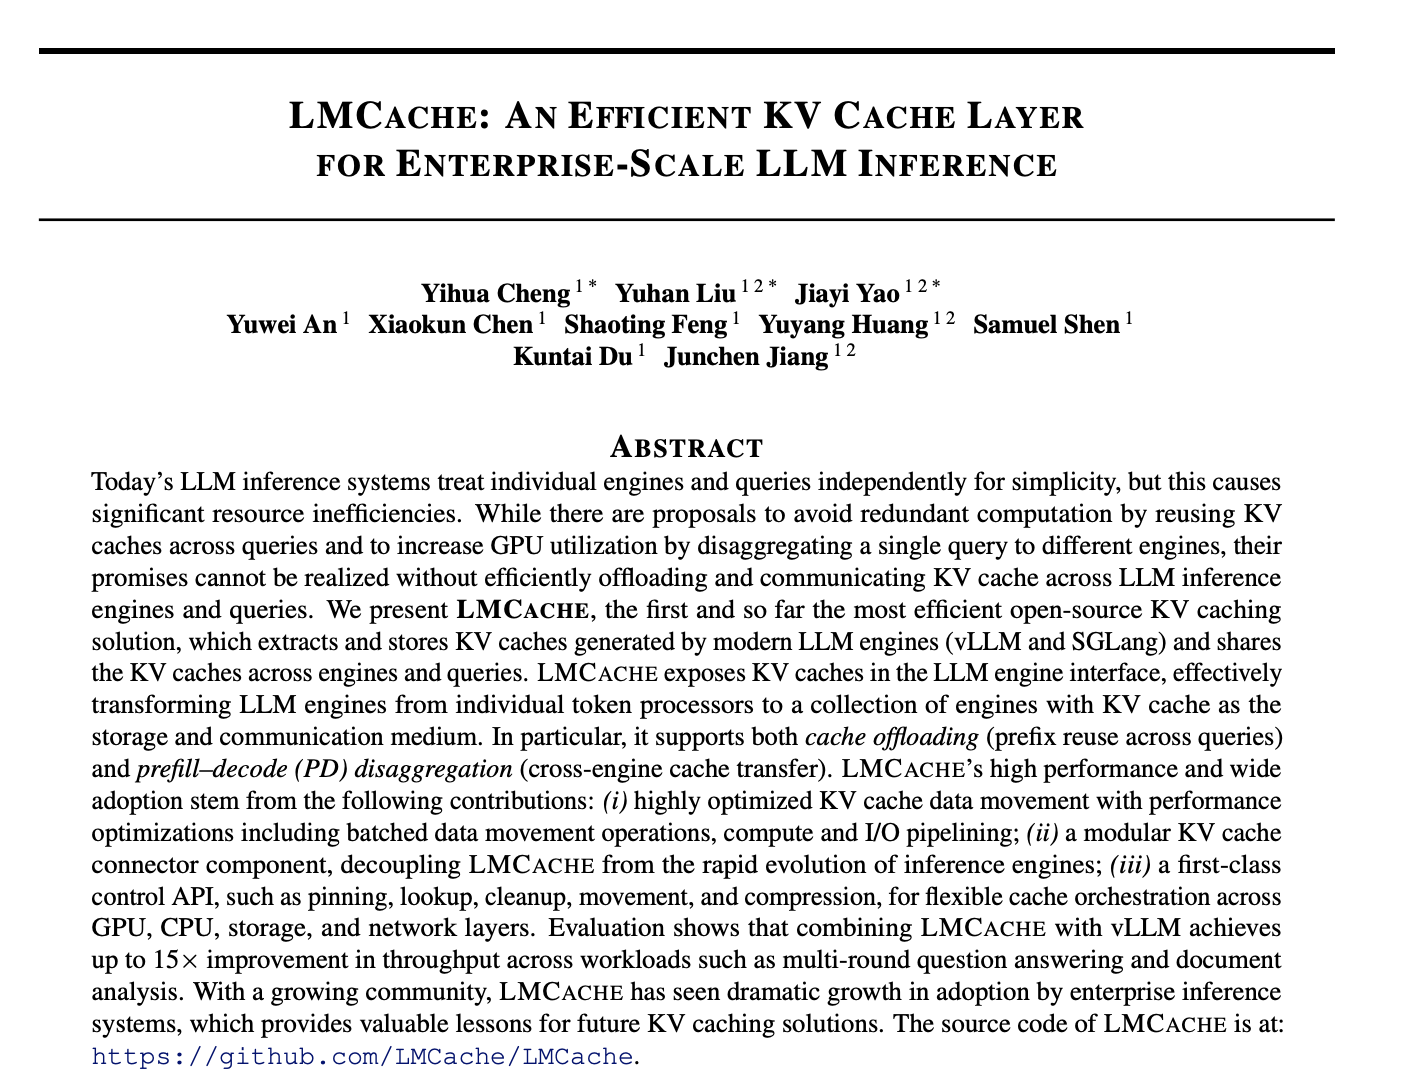 LMCACHE: AN EFFICIENT KV CACHE LAYER
FOR ENTERPRISE-SCALE LLM INFERENCE
Yihua Cheng 1 * Yuhan Liu 1 2 * Jiayi Yao 1 2 *
Yuwei An 1 Xiaokun Chen 1 Shaoting Feng 1 Yuyang Huang 1 2 Samuel Shen 1
Kuntai Du 1 Junchen Jiang 1 2
ABSTRACT
Today's LLM inference systems treat individual engines and queries independently for simplicity, but this causes
significant resource inefficiencies. While there are proposals to avoid redundant computation by reusing KV
caches across queries and to increase GPU utilization by disaggregating a single query to different engines, their
promises cannot be realized without efficiently offloading and communicating KV cache across LLM inference
engines and queries. We present LMCACHE, the first and so far the most efficient open-source KV caching
solution, which extracts and stores KV caches generated by modern LLM engines (vLLM and SGLang) and shares
the KV caches across engines and queries. LMCACHE exposes KV caches in the LLM engine interface, effectively
transforming LLM engines from individual token processors to a collection of engines with KV cache as the
storage and communication medium. In particular, it supports both cache offloading (prefix reuse across queries)
and prefill–decode (PD) disaggregation (cross-engine cache transfer). LMCACHE's high performance and wide
adoption stem from the following contributions: (i) highly optimized KV cache data movement with performance
optimizations including batched data movement operations, compute and I/O pipelining; (ii) a modular KV cache
connector component, decoupling LMCACHE from the rapid evolution of inference engines; (iii) a first-class
control API, such as pinning, lookup, cleanup, movement, and compression, for flexible cache orchestration across
GPU, CPU, storage, and network layers. Evaluation shows that combining LMCACHE with vLLM achieves
up to 15× improvement in throughput across workloads such as multi-round question answering and document
analysis. With a growing community, LMCACHE has seen dramatic growth in adoption by enterprise inference
systems, which provides valuable lessons for future KV caching solutions. The source code of LMCACHE is at:
https://github.com/LMCache/LMCache.